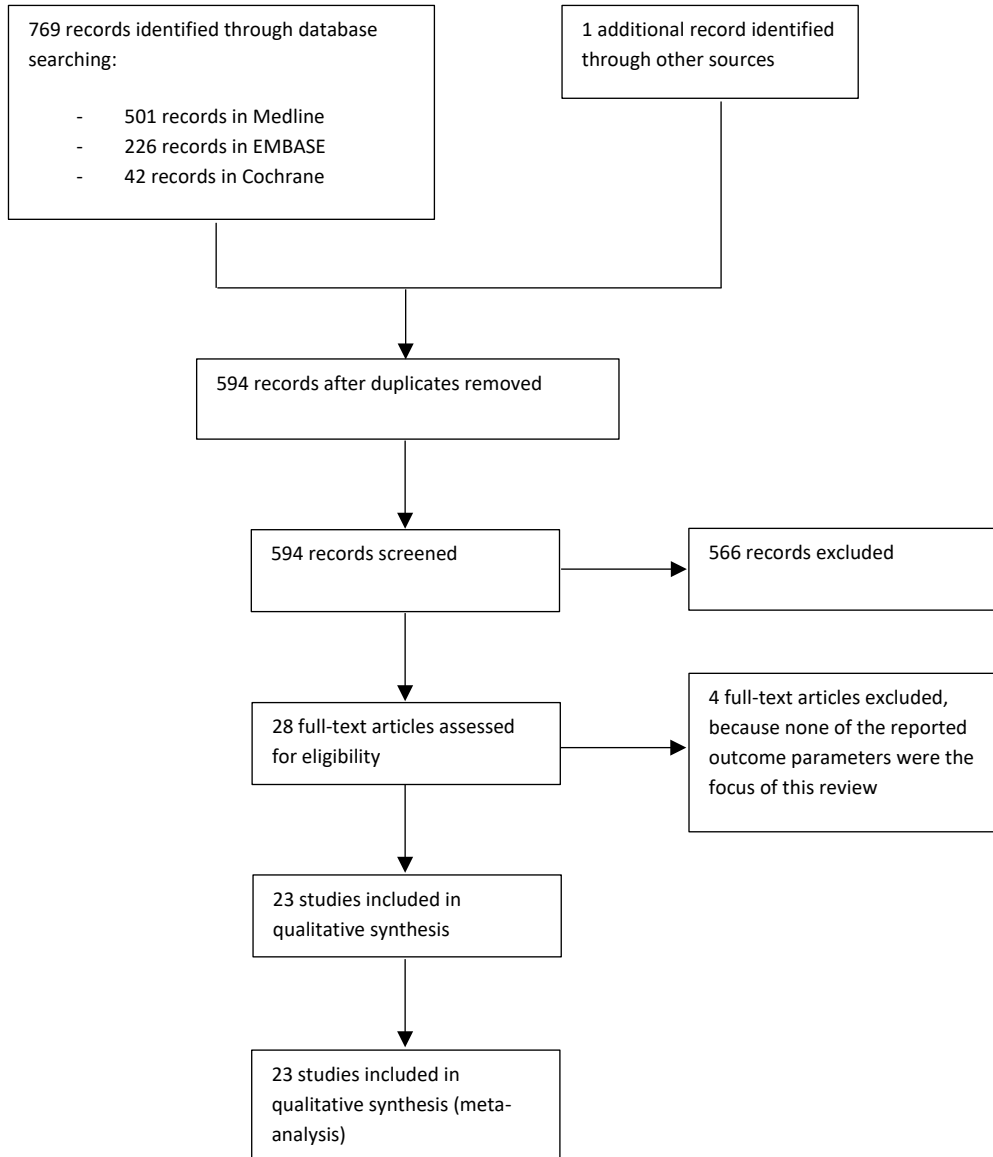 769 records identified through database
searching:
- 501 records in Medline
- 226 records in EMBASE
- 42 records in Cochrane
1 additional record identified
through other sources
594 records after duplicates removed
594 records screened
566 records excluded
28 full-text articles assessed
for eligibility
4 full-text articles excluded,
because none of the reported
outcome parameters were the
focus of this review
23 studies included in
qualitative synthesis
23 studies included in
qualitative synthesis (meta-
analysis)